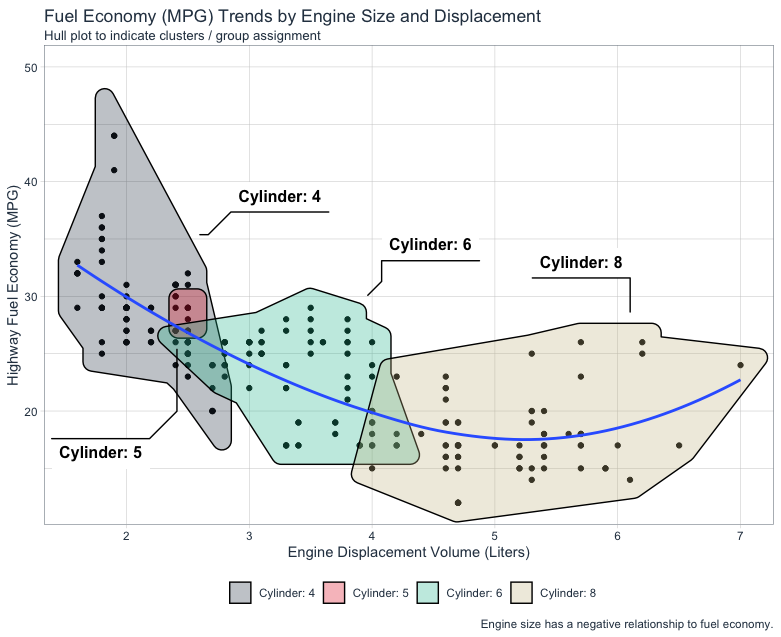 Fuel Economy (MPG) Trends by Engine Size and Displacement
Hull plot to indicate clusters / group assignment
Highway Fuel Economy (MPG)
50
40
30
20
Cylinder: 4
Cylinder: 6
Cylinder: 8
Cylinder: 5
2 3 4 5 6 7
Engine Displacement Volume (Liters)
Cylinder: 4 Cylinder: 5 Cylinder: 6 Cylinder: 8
Engine size has a negative relationship to fuel economy.